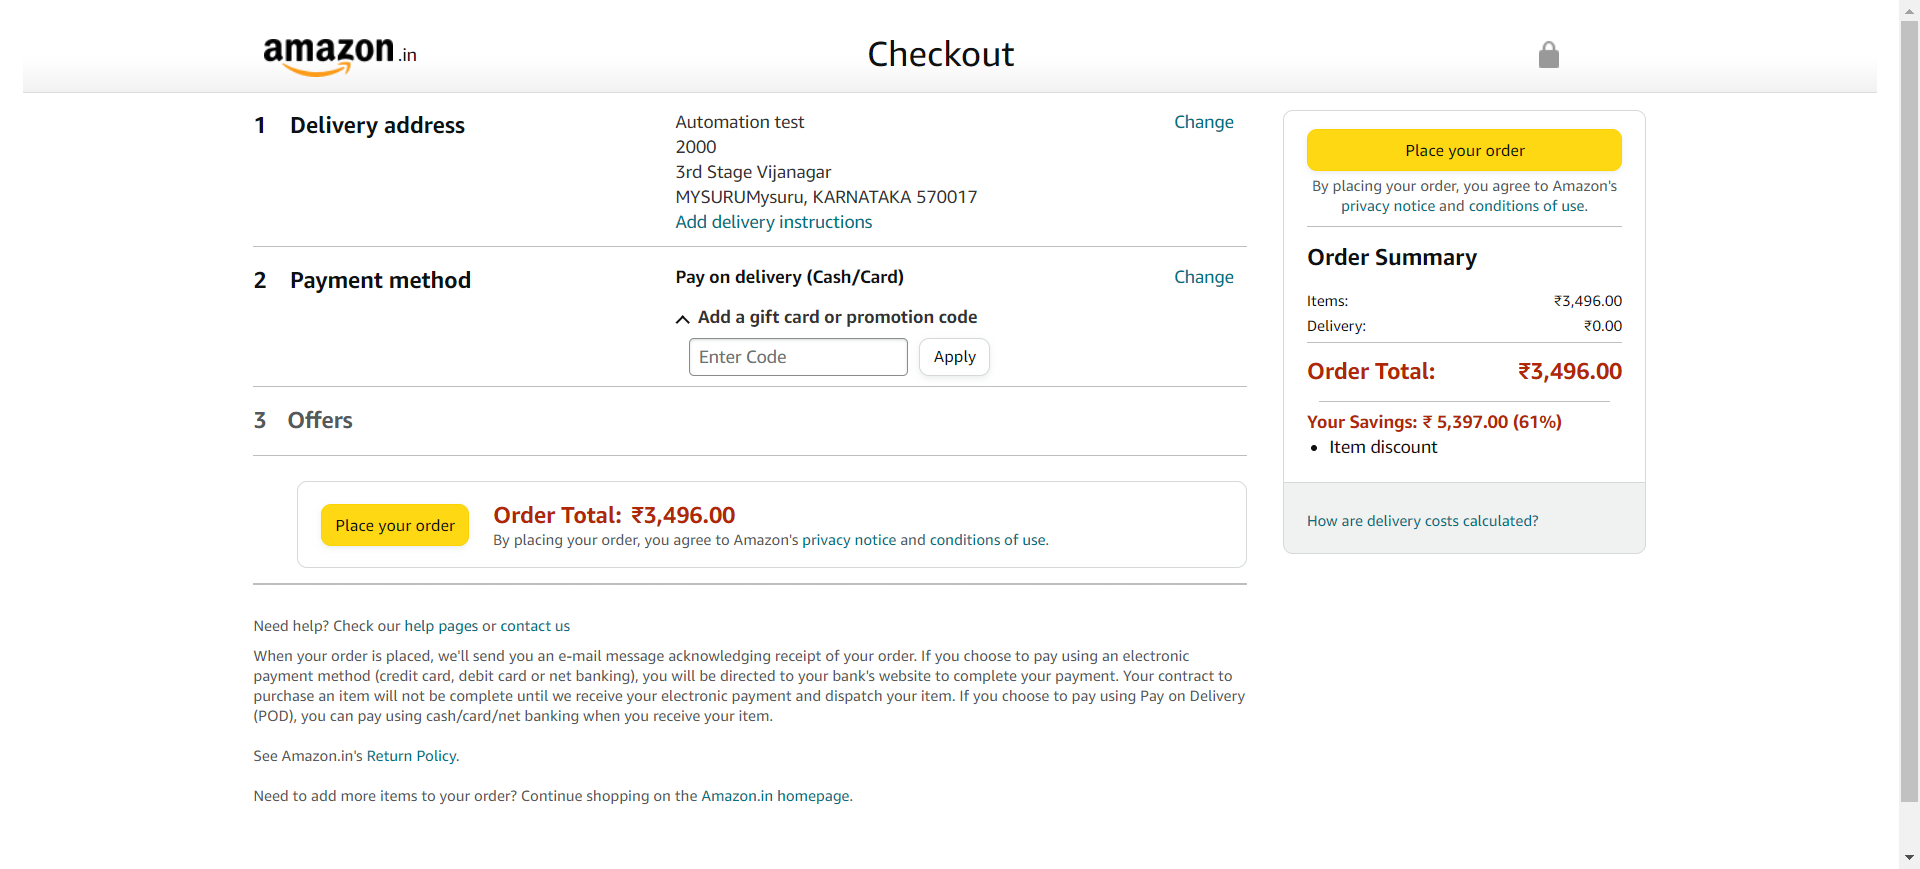 amazon.in
Checkout
1 Delivery address
Automation test
2000
3rd Stage Vijanagar
MYSURUMysuru, KARNATAKA 570017
Add delivery instructions
Change
2 Payment method
Pay on delivery (Cash/Card)
Change
Add a gift card or promotion code
Enter Code
Apply
3 Offers
Place your order
Order Total: ₹3,496.00
By placing your order, you agree to Amazon's privacy notice and conditions of use.
Need help? Check our help pages or contact us
When your order is placed, we'll send you an e-mail message acknowledging receipt of your order. If you choose to pay using an electronic
payment method (credit card, debit card or net banking), you will be directed to your bank's website to complete your payment. Your contract to
purchase an item will not be complete until we receive your electronic payment and dispatch your item. If you choose to pay using Pay on Delivery
(POD), you can pay using cash/card/net banking when you receive your item.
See Amazon.in's Return Policy.
Need to add more items to your order? Continue shopping on the Amazon.in homepage.
Place your order
By placing your order, you agree to Amazon's
privacy notice and conditions of use.
Order Summary
Items: ₹3,496.00
Delivery: ₹0.00
Order Total: ₹3,496.00
Your Savings: ₹ 5,397.00 (61%)
• Item discount
How are delivery costs calculated?